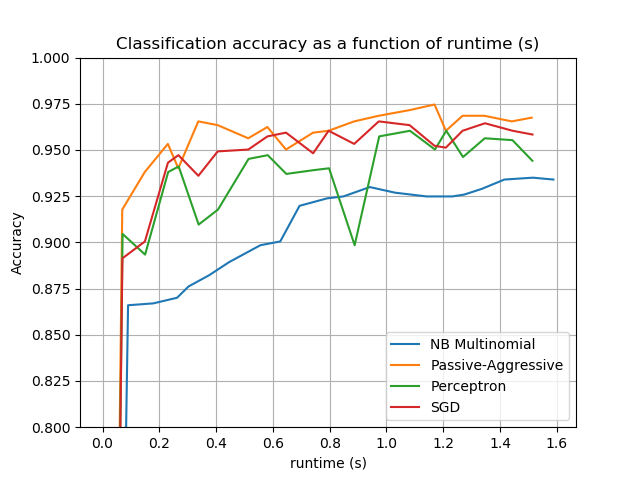 Classification accuracy as a function of runtime (s)
1.000
0.975
0.950
0.925
0.900
0.875
0.850
0.825
0.800
Accuracy
NB Multinomial
Passive-Aggressive
Perceptron
SGD
0.0 0.2 0.4 0.6 0.8 1.0 1.2 1.4 1.6
runtime (s)